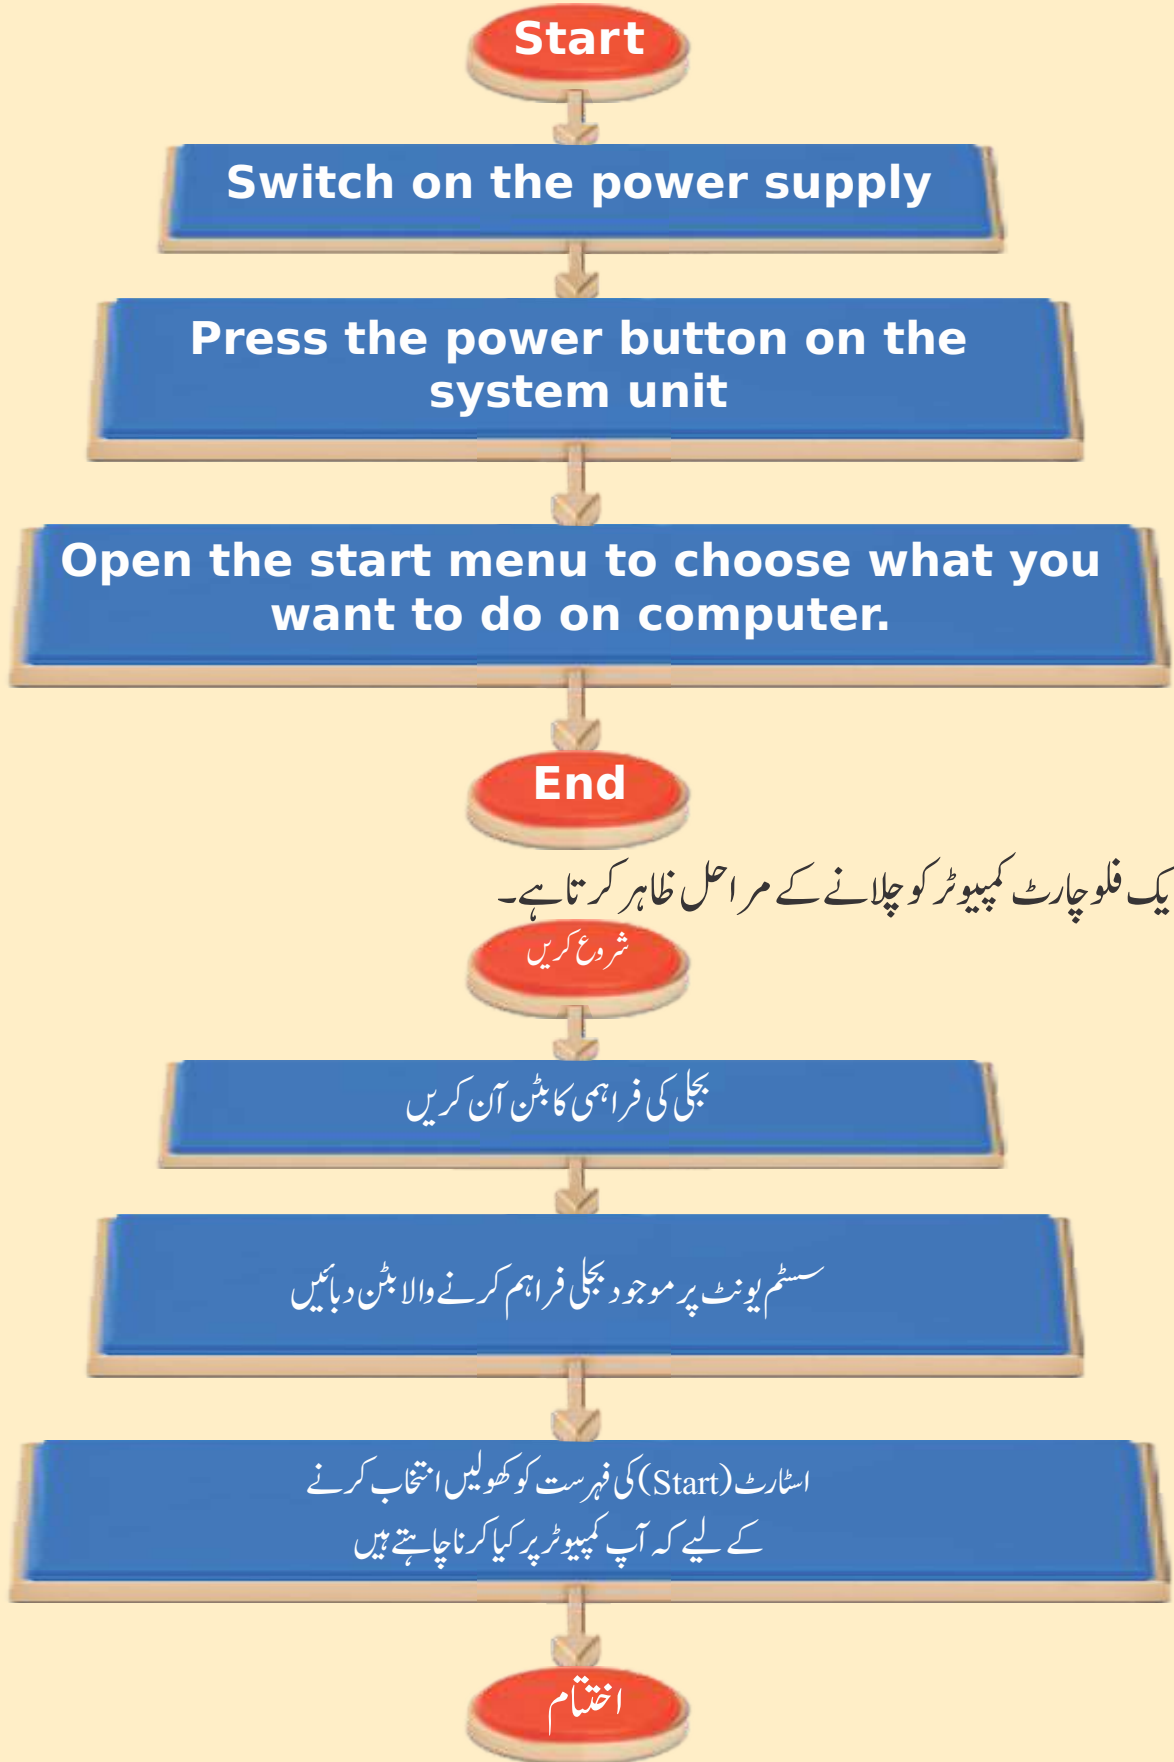 Start
Switch on the power supply
Press the power button on the
system unit
Open the start menu to choose what you
want to do on computer.
End
یک فلو چارٹ کمپیوٹر کو چلانے کے مراحل ظاہر کرتا ہے۔
شروع کریں
بجلی کی فراہمی کا بٹن آن کریں
سسٹم یونٹ پر موجود بجلی فراہم کرنے والا بٹن دبائیں
اسٹارٹ (Start) کی فہرست کو کھولیں انتخاب کرنے
کے لیے کہ آپ کمپیوٹر پر کیا کرنا چاہتے ہیں
اختتام